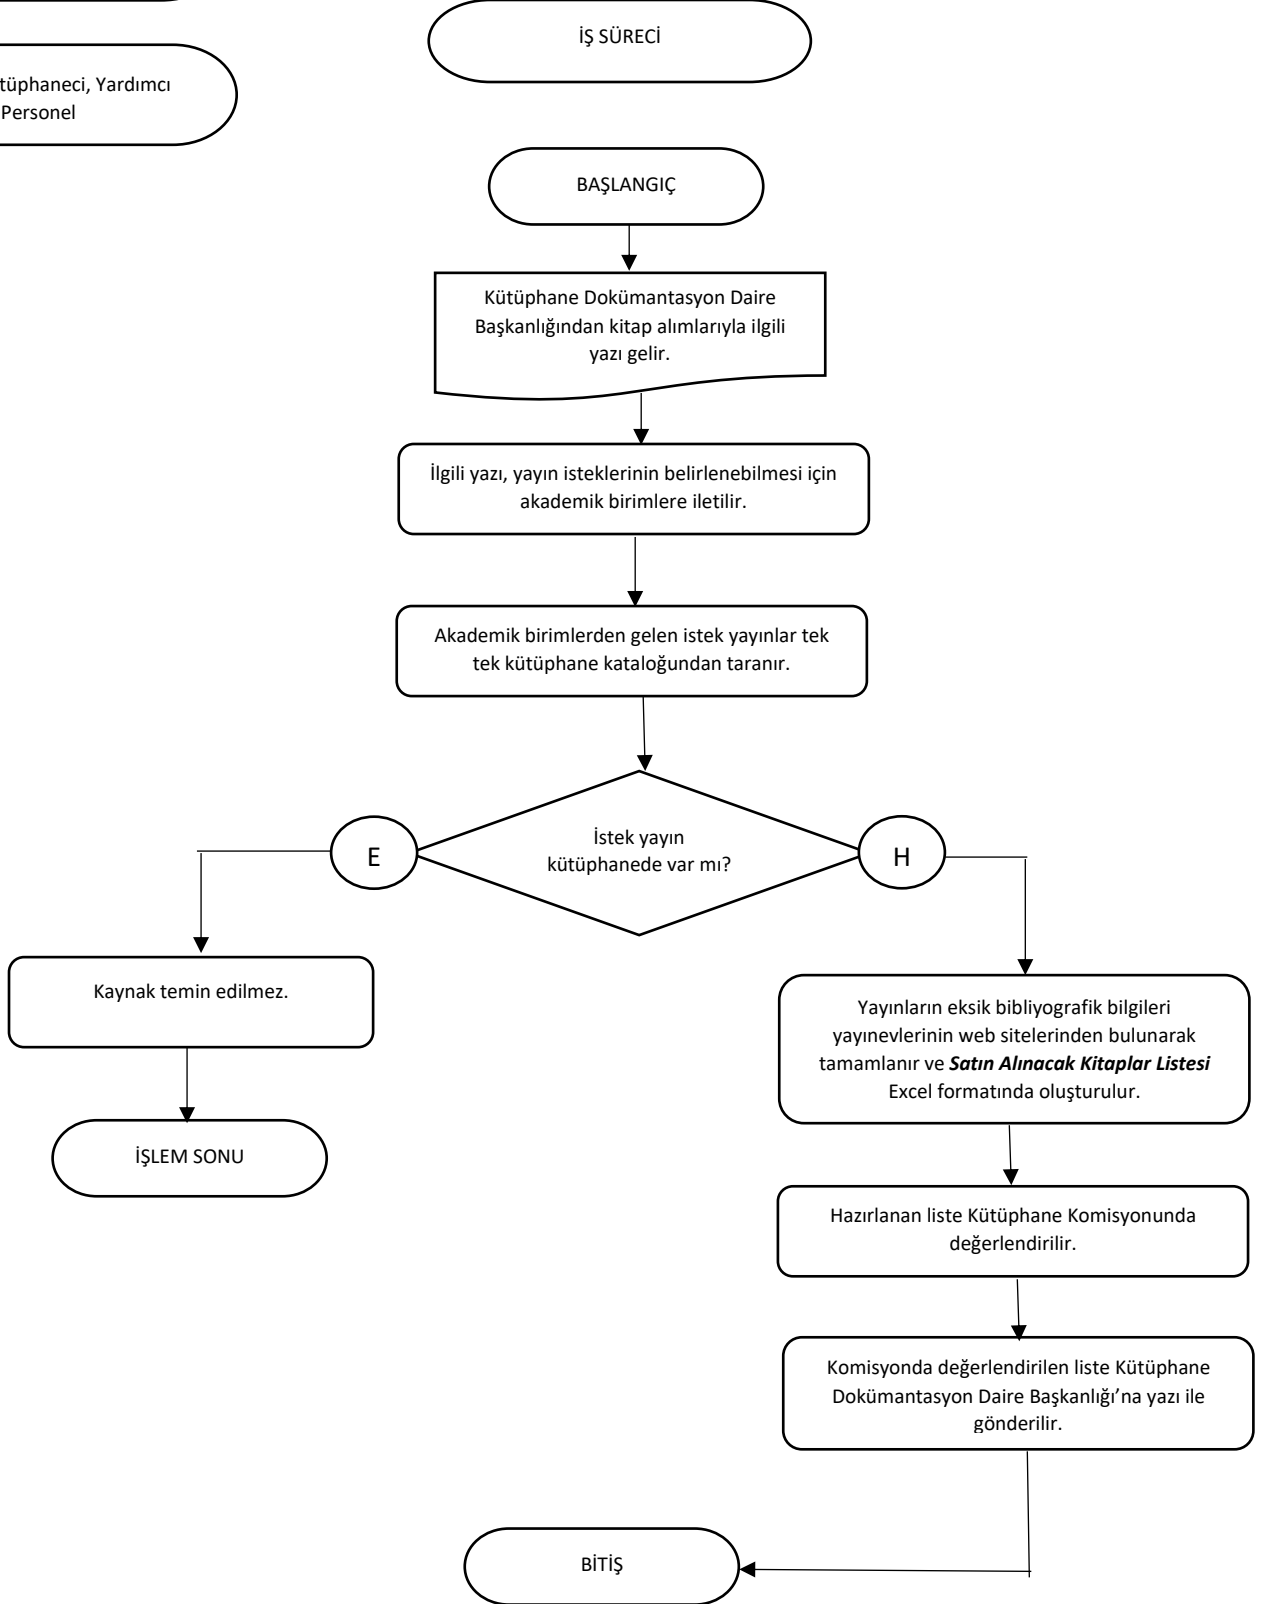 İŞ SÜRECİ
tüphaneci, Yardımcı
Personel
BAŞLANGIÇ
Kütüphane Dokümantasyon Daire
Başkanlığından kitap alımlarıyla ilgili
yazı gelir.
İlgili yazı, yayın isteklerinin belirlenebilmesi için
akademik birimlere iletilir.
Akademik birimlerden gelen istek yayınlar tek
tek kütüphane kataloğundan taranır.
İstek yayın
kütüphanede var mı?
E
H
Kaynak temin edilmez.
İŞLEM SONU
Yayınların eksik bibliyografik bilgileri
yayınevlerinin web sitelerinden bulunarak
tamamlanır ve Satın Alınacak Kitaplar Listesi
Excel formatında oluşturulur.
Hazırlanan liste Kütüphane Komisyonunda
değerlendirilir.
Komisyonda değerlendirilen liste Kütüphane
Dokümantasyon Daire Başkanlığı’na yazı ile
gönderilir.
BİTİŞ